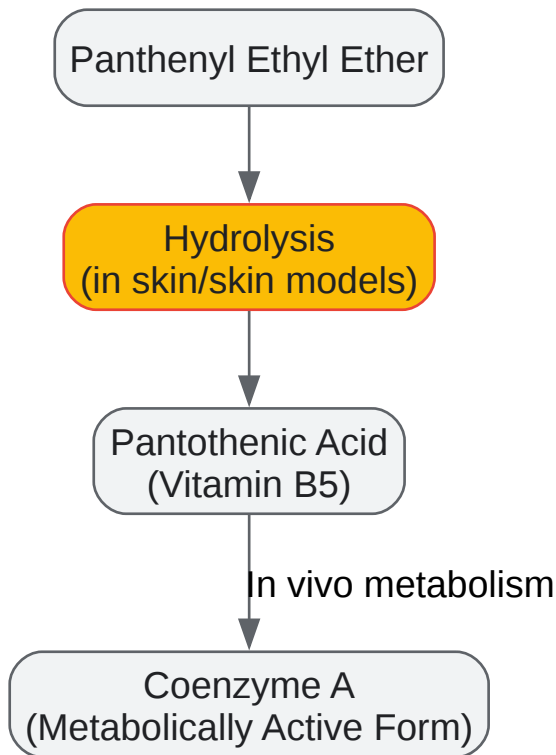 Panthenyl Ethyl Ether
Hydrolysis
(in skin/skin models)
Pantothenic Acid
(Vitamin B5)
In vivo metabolism
Coenzyme A
(Metabolically Active Form)